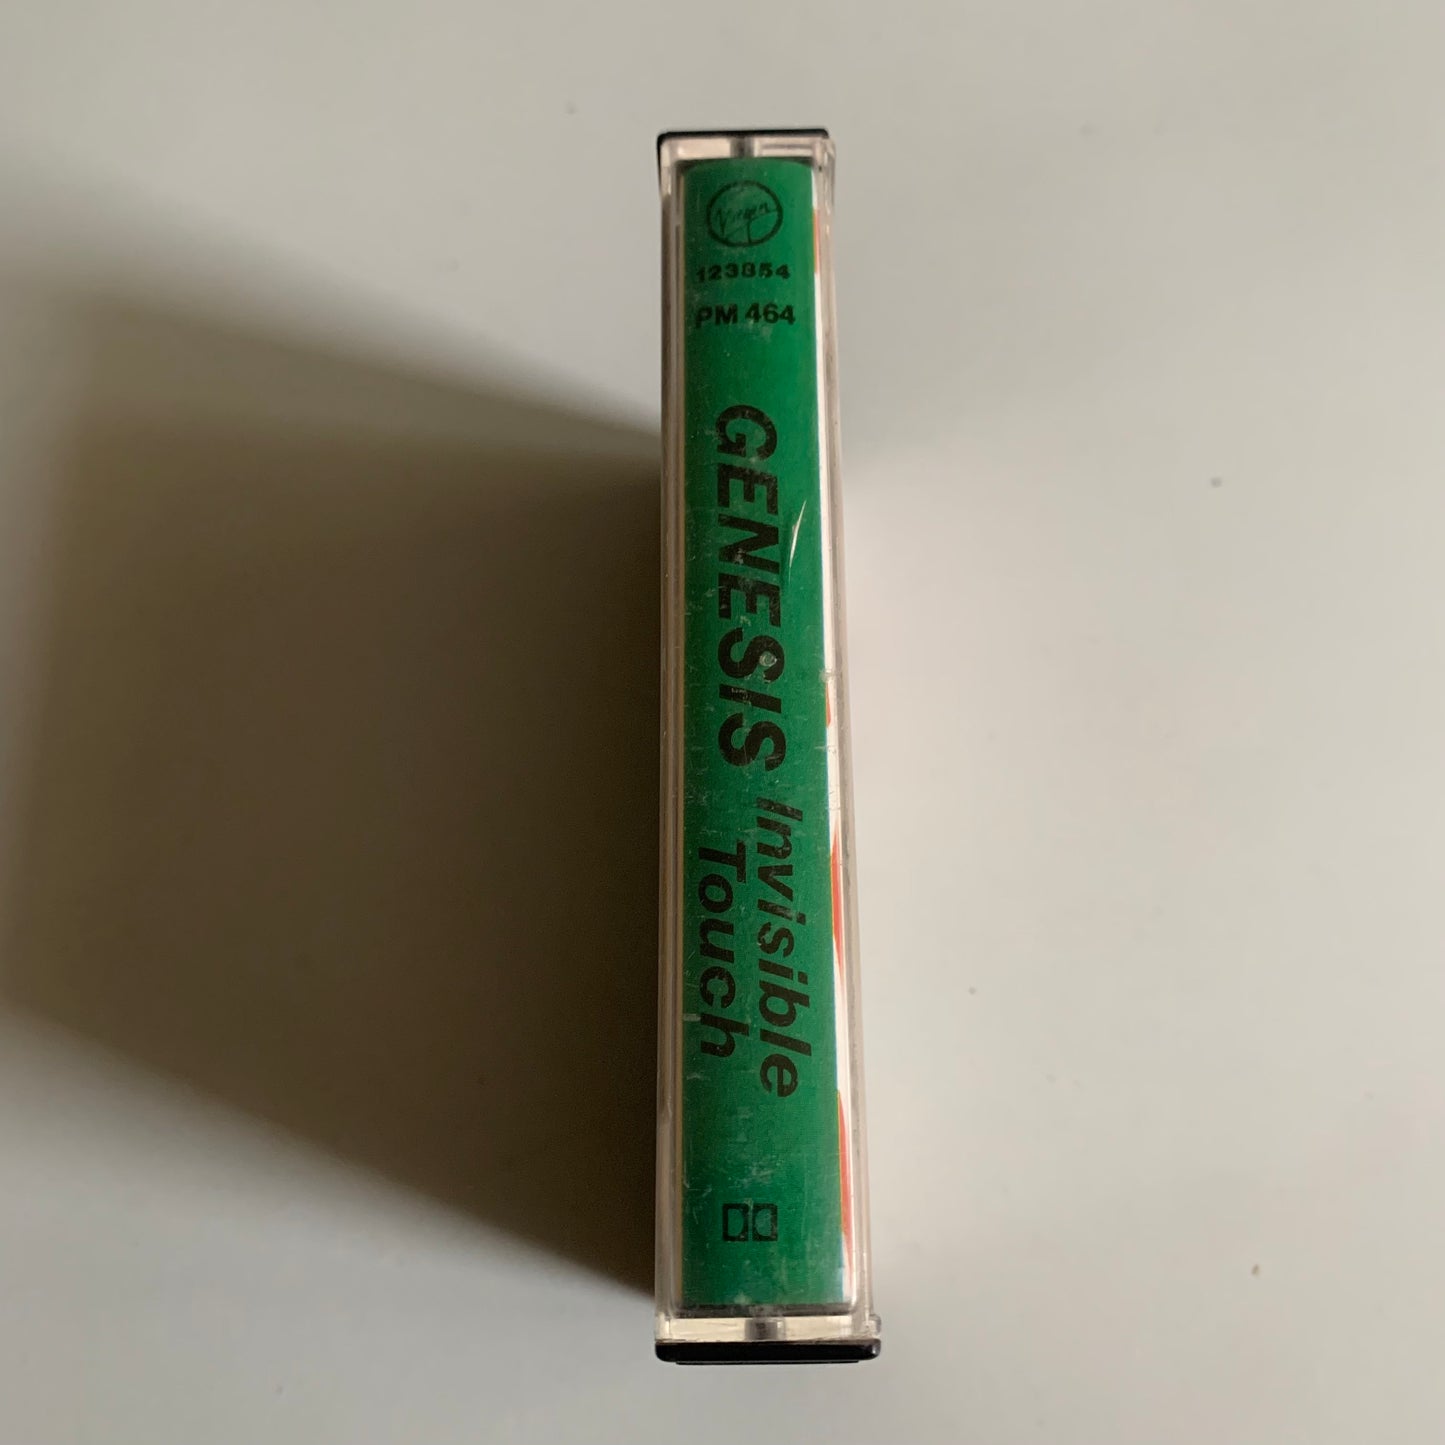 Virgin
123854
PM 464
GENESIS Invisible
Touch